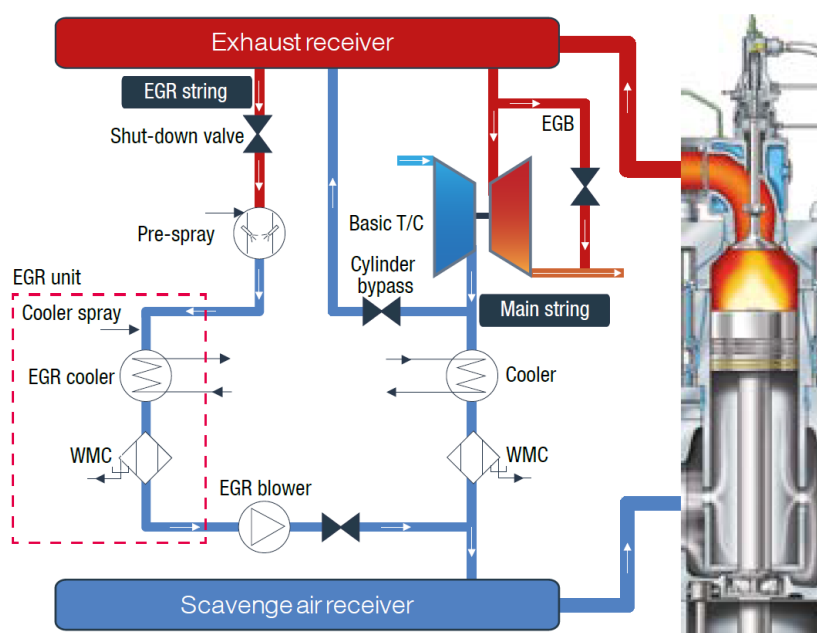 Exhaust receiver
EGR string
Shut-down valve
EGB
Pre-spray
Basic T/C
EGR unit
Cylinder
bypass
Main string
Cooler spray
EGR cooler
Cooler
WMC
WMC
EGR blower
Scavenge air receiver